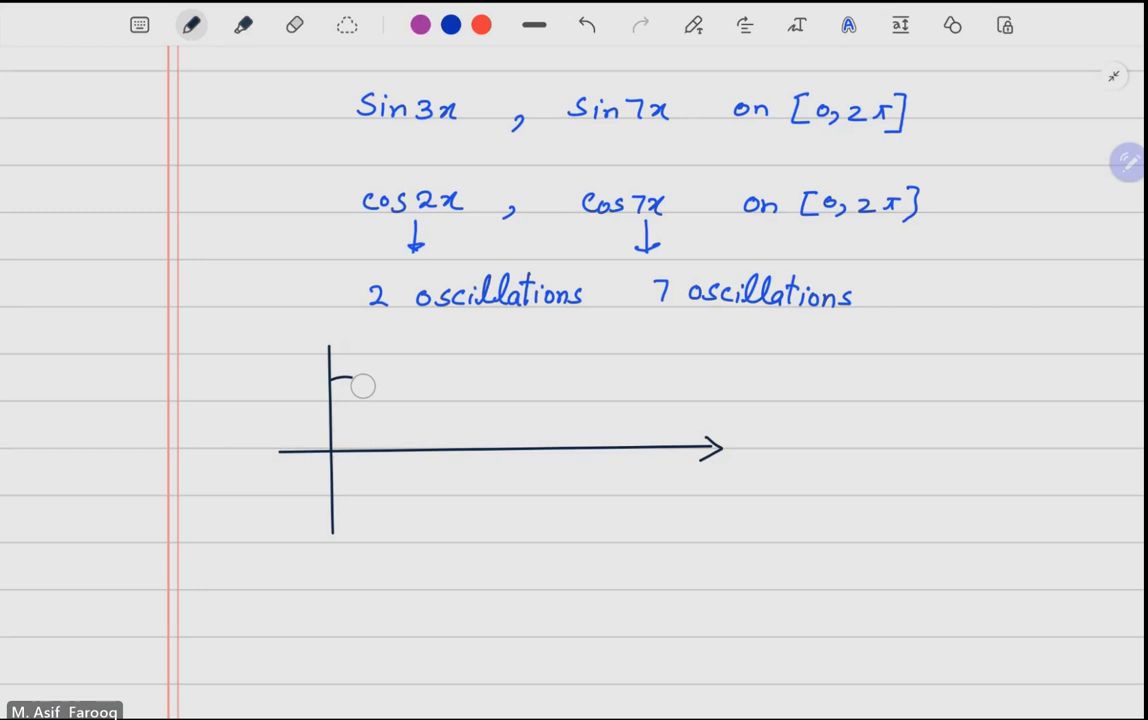 Sin 3x , Sin 7x on [0, 2π]
cos 2x , Cos 7x on [0, 2π]
↓ ↓
2 oscillations 7 oscillations
M. Asif Farooq